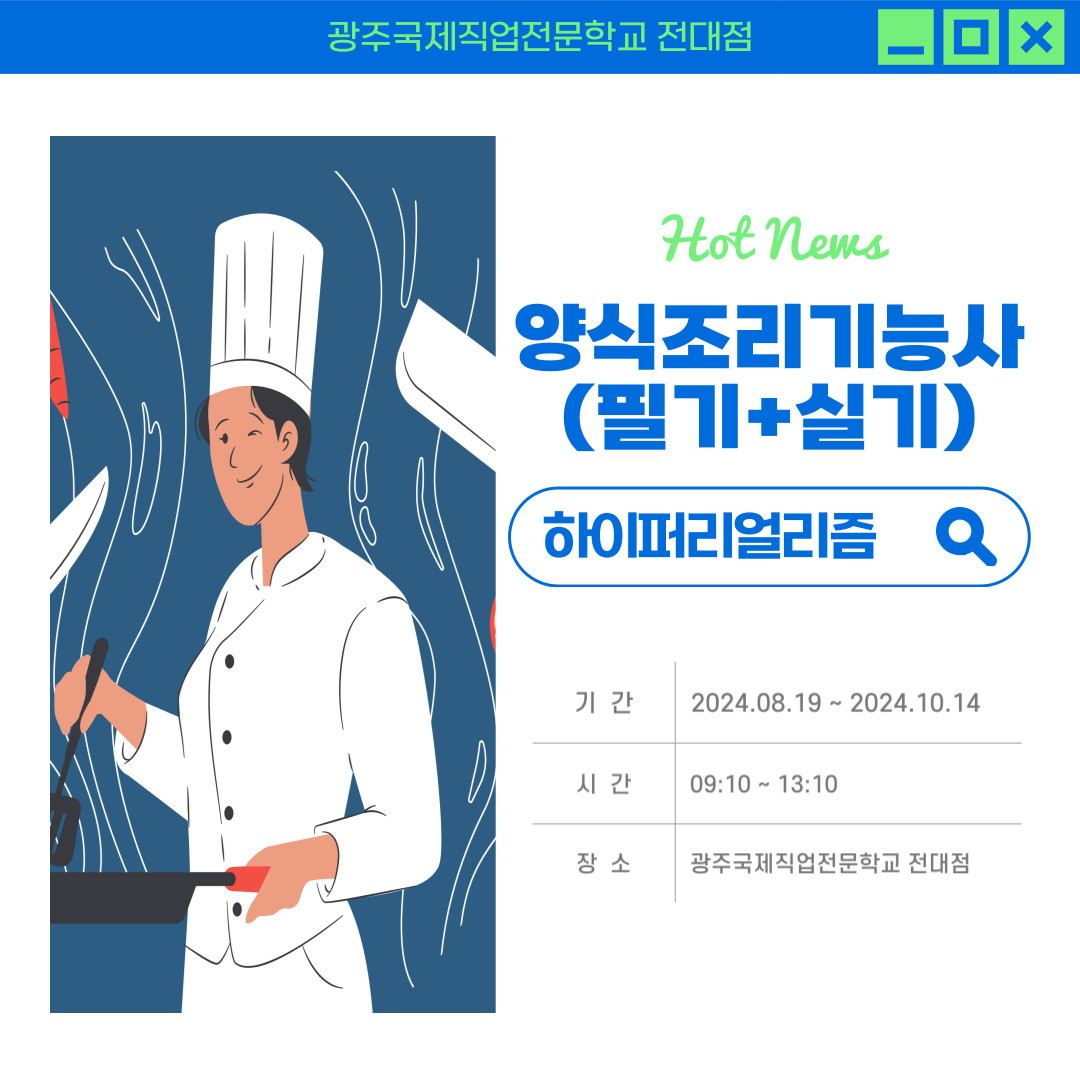 광주국제직업전문학교 전대점
Hot News
양식조리기능사
(필기+실기)
하이퍼리얼리즘
기 간 2024.08.19 ~ 2024.10.14
시 간 09:10 ~ 13:10
장 소 광주국제직업전문학교 전대점